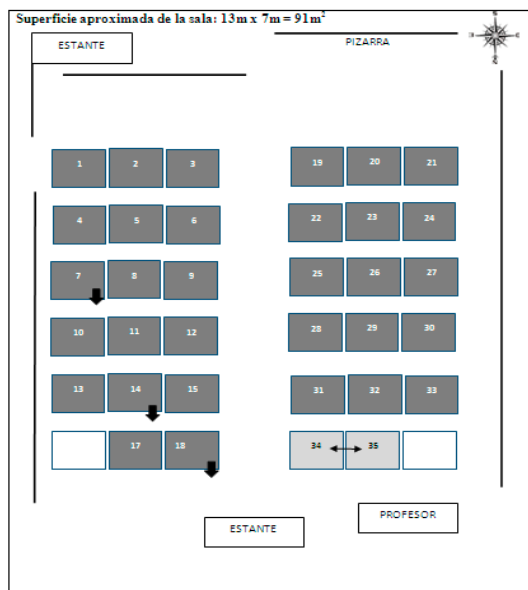 Superficie aproximada de la sala: 13m x 7m = 91m²
ESTANTE
PIZARRA
1 2 3 19 20 21
4 5 6 22 23 24
7 8 9 25 26 27
10 11 12 28 29 30
13 14 15 31 32 33
17 18 34 35
PROFESOR
ESTANTE